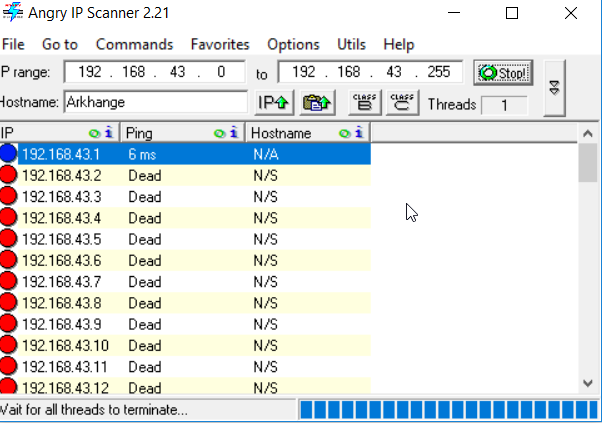 Angry IP Scanner 2.21
File Go to Commands Favorites Options Utils Help
IP range: 192 . 168 . 43 . 0 to 192 . 168 . 43 . 255 Stop!
Hostname: Arkhange IP CLASS B CLASS C Threads 1
IP Ping Hostname
192.168.43.1 6 ms N/A
192.168.43.2 Dead N/S
192.168.43.3 Dead N/S
192.168.43.4 Dead N/S
192.168.43.5 Dead N/S
192.168.43.6 Dead N/S
192.168.43.7 Dead N/S
192.168.43.8 Dead N/S
192.168.43.9 Dead N/S
192.168.43.10 Dead N/S
192.168.43.11 Dead N/S
192.168.43.12 Dead N/S
Wait for all threads to terminate...